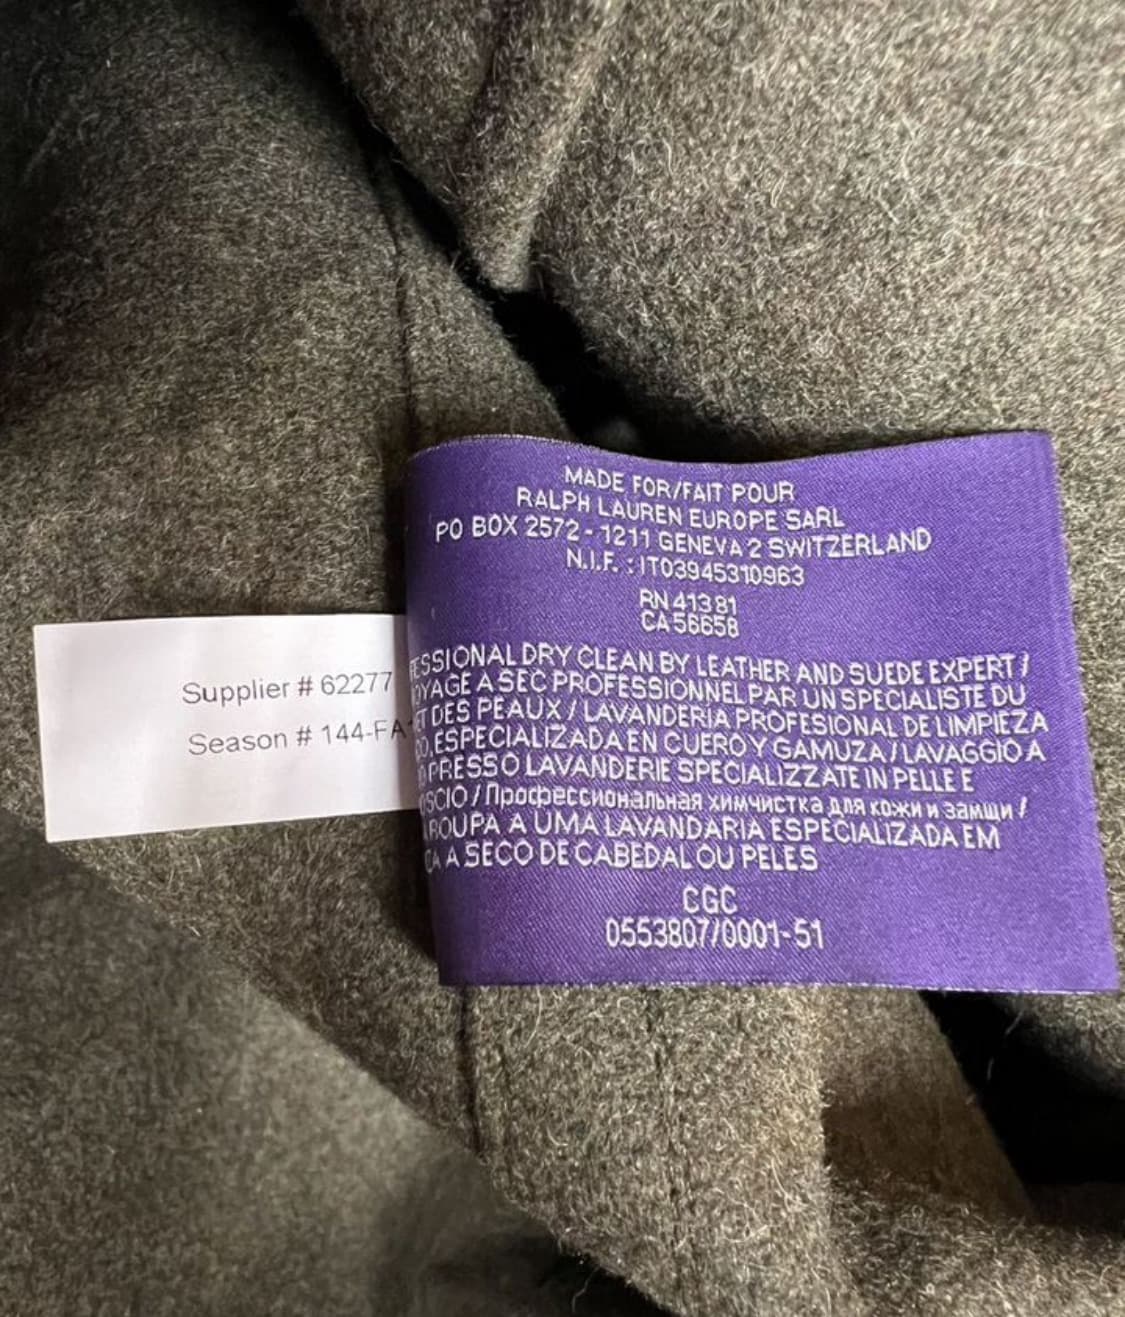 Supplier # 62277
Season # 144-FA
MADE FOR/FAIT POUR
RALPH LAUREN EUROPE SARL
PO BOX 2572 - 1211 GENEVA 2 SWITZERLAND
N.I.F. : IT03945310963
RN 41381
CA 56658
DRY CLEAN BY LEATHER AND SUEDE EXPERT /
A SEC PROFESSIONNEL PAR UN SPECIALISTE DU
DES PEAUX / LAVANDERIA PROFESIONAL DE LIMPIEZA
ESPECIALIZADA EN CUERO Y GAMUZA / LAVAGGIO A
PRESSO LAVANDERIE SPECIALIZZATE IN PELLE E
/ Профессиональная химчистка для кожи и замши /
ROUPA A UMA LAVANDARIA ESPECIALIZADA EM
A SECO DE CABEDAL OU PELES
CGC
0553807/0001-51